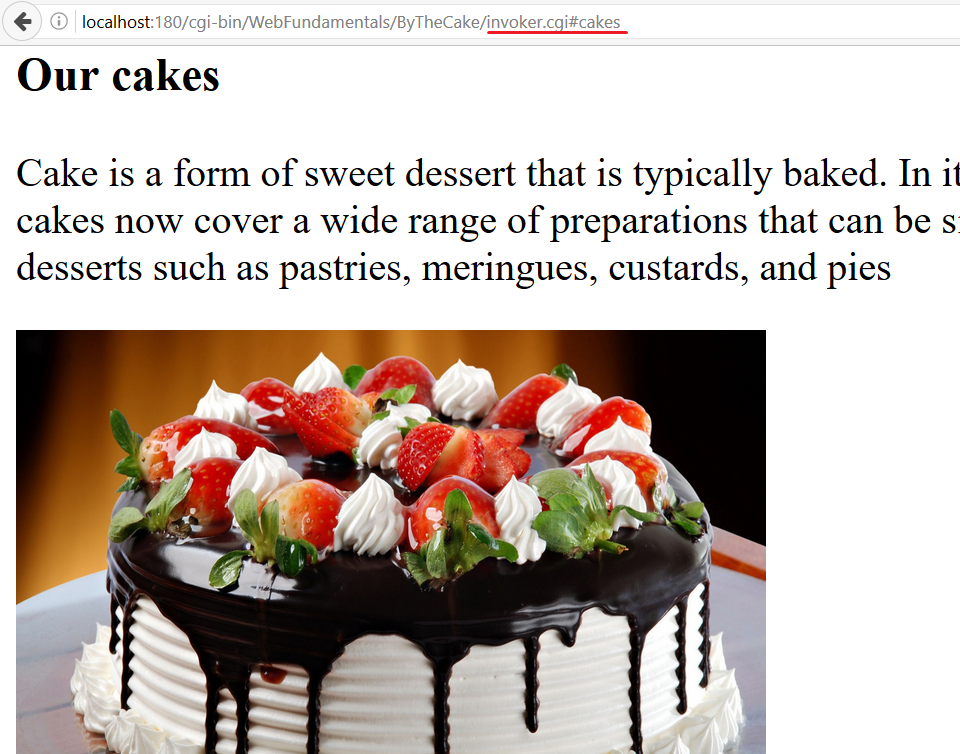 localhost:180/cgi-bin/WebFundamentals/ByTheCake/invoker.cgi#cakes
Our cakes
Cake is a form of sweet dessert that is typically baked. In it
cakes now cover a wide range of preparations that can be
desserts such as pastries, meringues, custards, and pies